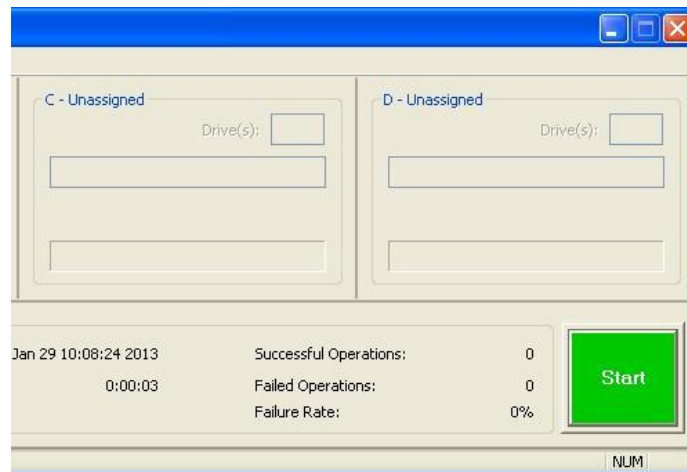 C - Unassigned
Drive(s):
D - Unassigned
Drive(s):
Jan 29 10:08:24 2013
0:00:03
Successful Operations: 0
Failed Operations: 0
Failure Rate: 0%
Start
NUM